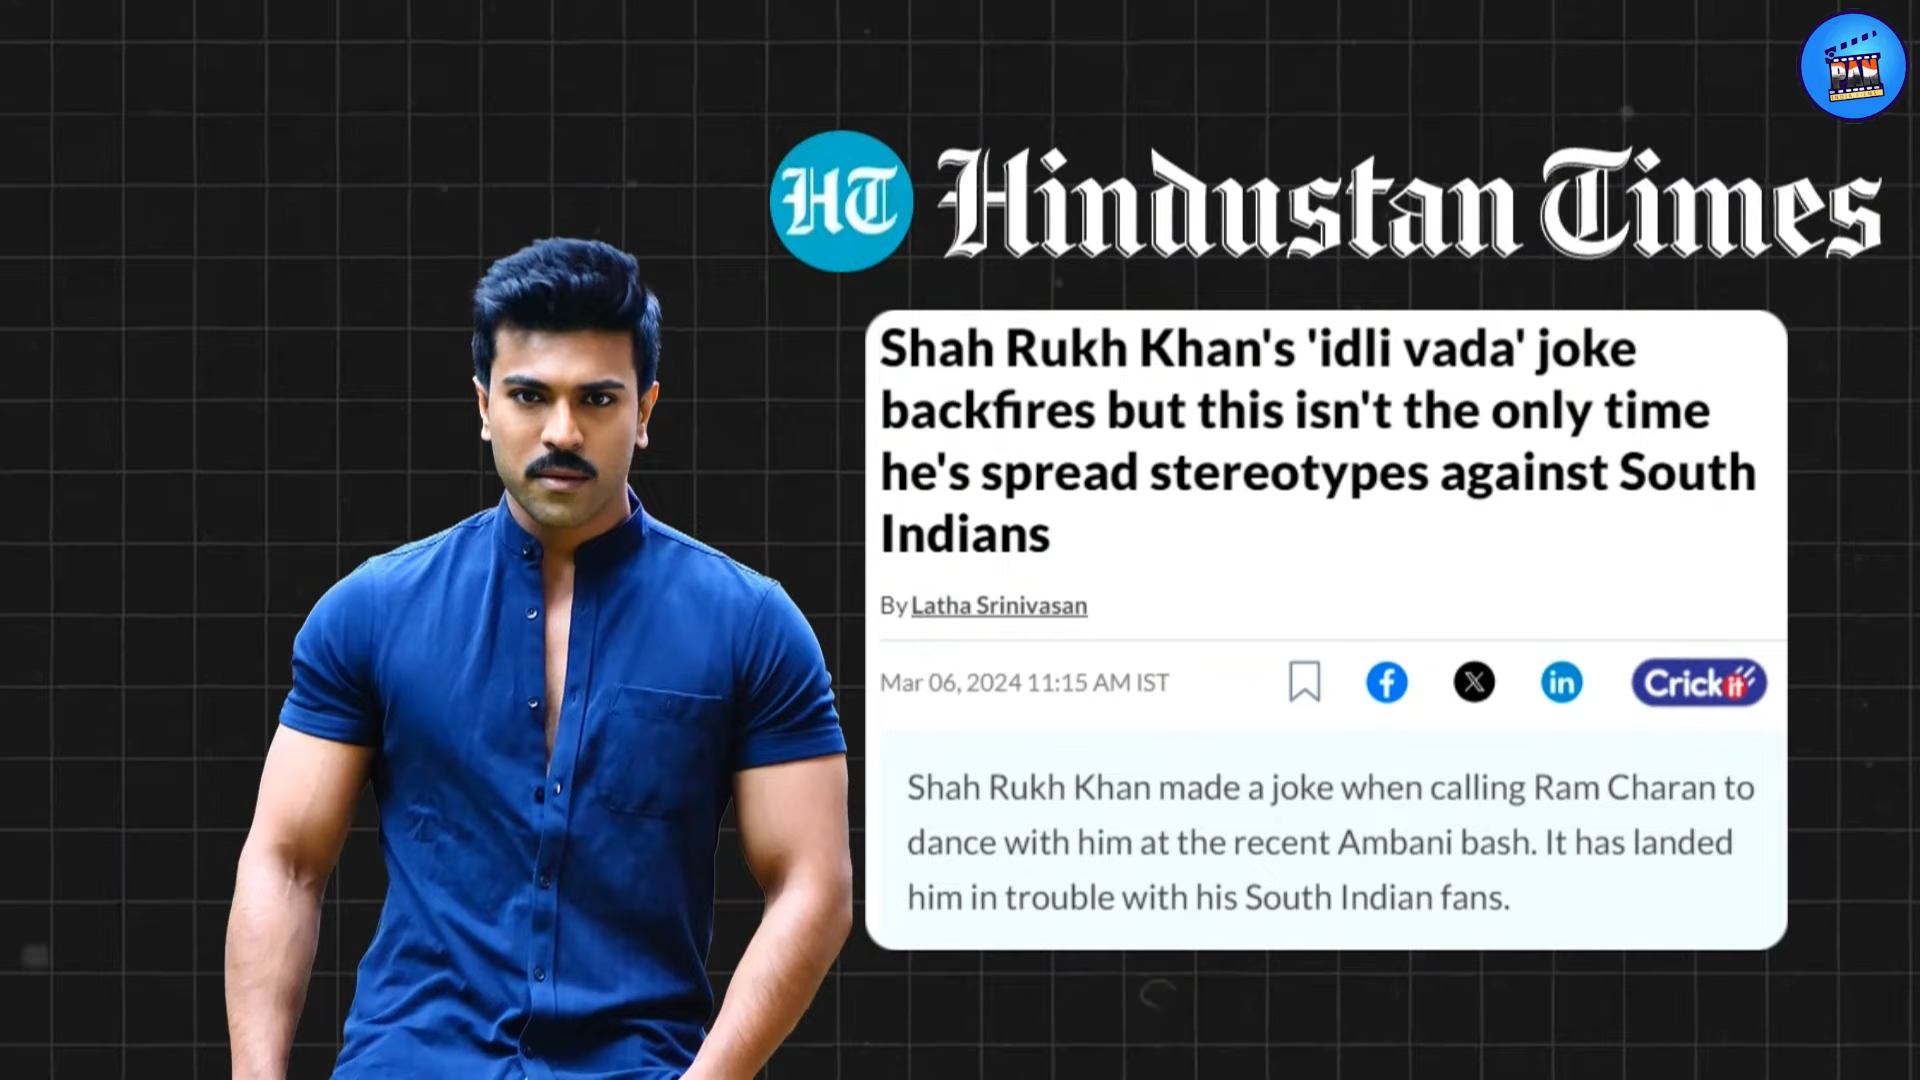 PAN
HT Hindustan Times
Shah Rukh Khan's 'idli vada' joke
backfires but this isn't the only time
he's spread stereotypes against South
Indians
By Latha Srinivasan
Mar 06, 2024 11:15 AM IST
Crickit
Shah Rukh Khan made a joke when calling Ram Charan to
dance with him at the recent Ambani bash. It has landed
him in trouble with his South Indian fans.